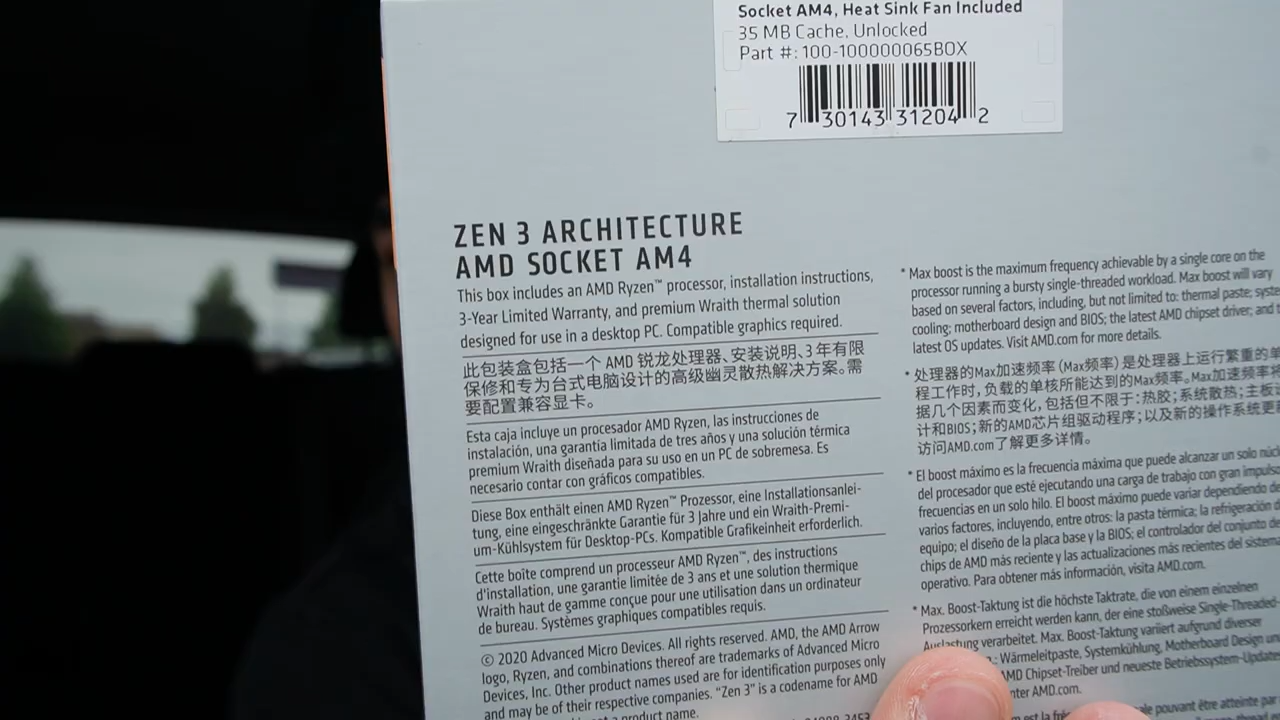 Socket AM4, Heat Sink Fan Included
35 MB Cache, Unlocked
Part #: 100-100000065BOX
7 30143 31204 2
ZEN 3 ARCHITECTURE
AMD SOCKET AM4
This box includes an AMD Ryzen™ processor, installation instructions,
3-Year Limited Warranty, and premium Wraith thermal solution
designed for use in a desktop PC. Compatible graphics required.
此包装盒包括一个 AMD 锐龙处理器、安装说明、3 年有限
保修和专为台式电脑设计的高级幽灵散热解决方案。需
要配置兼容显卡。
Esta caja incluye un procesador AMD Ryzen, las instrucciones de
instalación, una garantía limitada de tres años y una solución térmica
premium Wraith diseñada para su uso en un PC de sobremesa. Es
necesario contar con gráficos compatibles.
Diese Box enthält einen AMD Ryzen™ Prozessor, eine Installationsanlei-
tung, eine eingeschränkte Garantie für 3 Jahre und ein Wraith-Premi-
um-Kühlsystem für Desktop-PCs. Kompatible Grafikeinheit erforderlich.
Cette boîte comprend un processeur AMD Ryzen™, des instructions
d'installation, une garantie limitée de 3 ans et une solution thermique
Wraith haut de gamme conçue pour une utilisation dans un ordinateur
de bureau. Systèmes graphiques compatibles requis.
© 2020 Advanced Micro Devices. All rights reserved. AMD, the AMD Arrow
logo, Ryzen, and combinations thereof are trademarks of Advanced Micro
Devices, Inc. Other product names used are for identification purposes only
and may be of their respective companies. "Zen 3" is a codename for AMD
product name.
* Max boost is the maximum frequency achievable by a single core on the
processor running a bursty single-threaded workload. Max boost will vary
based on several factors, including, but not limited to: thermal paste; syste
cooling; motherboard design and BIOS; the latest AMD chipset driver; and t
latest OS updates. Visit AMD.com for more details.
* 处理器的Max加速频率 (Max频率) 是处理器上运行繁重的单
程工作时,负载的单核所能达到的Max频率。Max加速频率将
据几个因素而变化,包括但不限于:热胶;系统散热;主板设
计和BIOS;新的AMD芯片组驱动程序;以及新的操作系统更
访问AMD.com了解更多详情。
* El boost máximo es la frecuencia máxima que puede alcanzar un solo núcle
del procesador que esté ejecutando una carga de trabajo con gran impulso
frecuencias en un solo hilo. El boost máximo puede variar dependiendo de
varios factores, incluyendo, entre otros: la pasta térmica; la refrigeración d
equipo; el diseño de la placa base y la BIOS; el controlador del conjunto de
chips de AMD más reciente y las actualizaciones más recientes del sistema
operativo. Para obtener más información, visita AMD.com.
* Max. Boost-Taktung ist die höchste Taktrate, die von einem einzelnen
Prozessorkern erreicht werden kann, der eine stoßweise Single-Threaded-
Auslastung verarbeitet. Max. Boost-Taktung variiert aufgrund diverser
.: Wärmeleitpaste, Systemkühlung, Motherboard Design un
AMD Chipset-Treiber und neueste Betriebssystem-Update
nter AMD.com.
pouvant être atteinte par